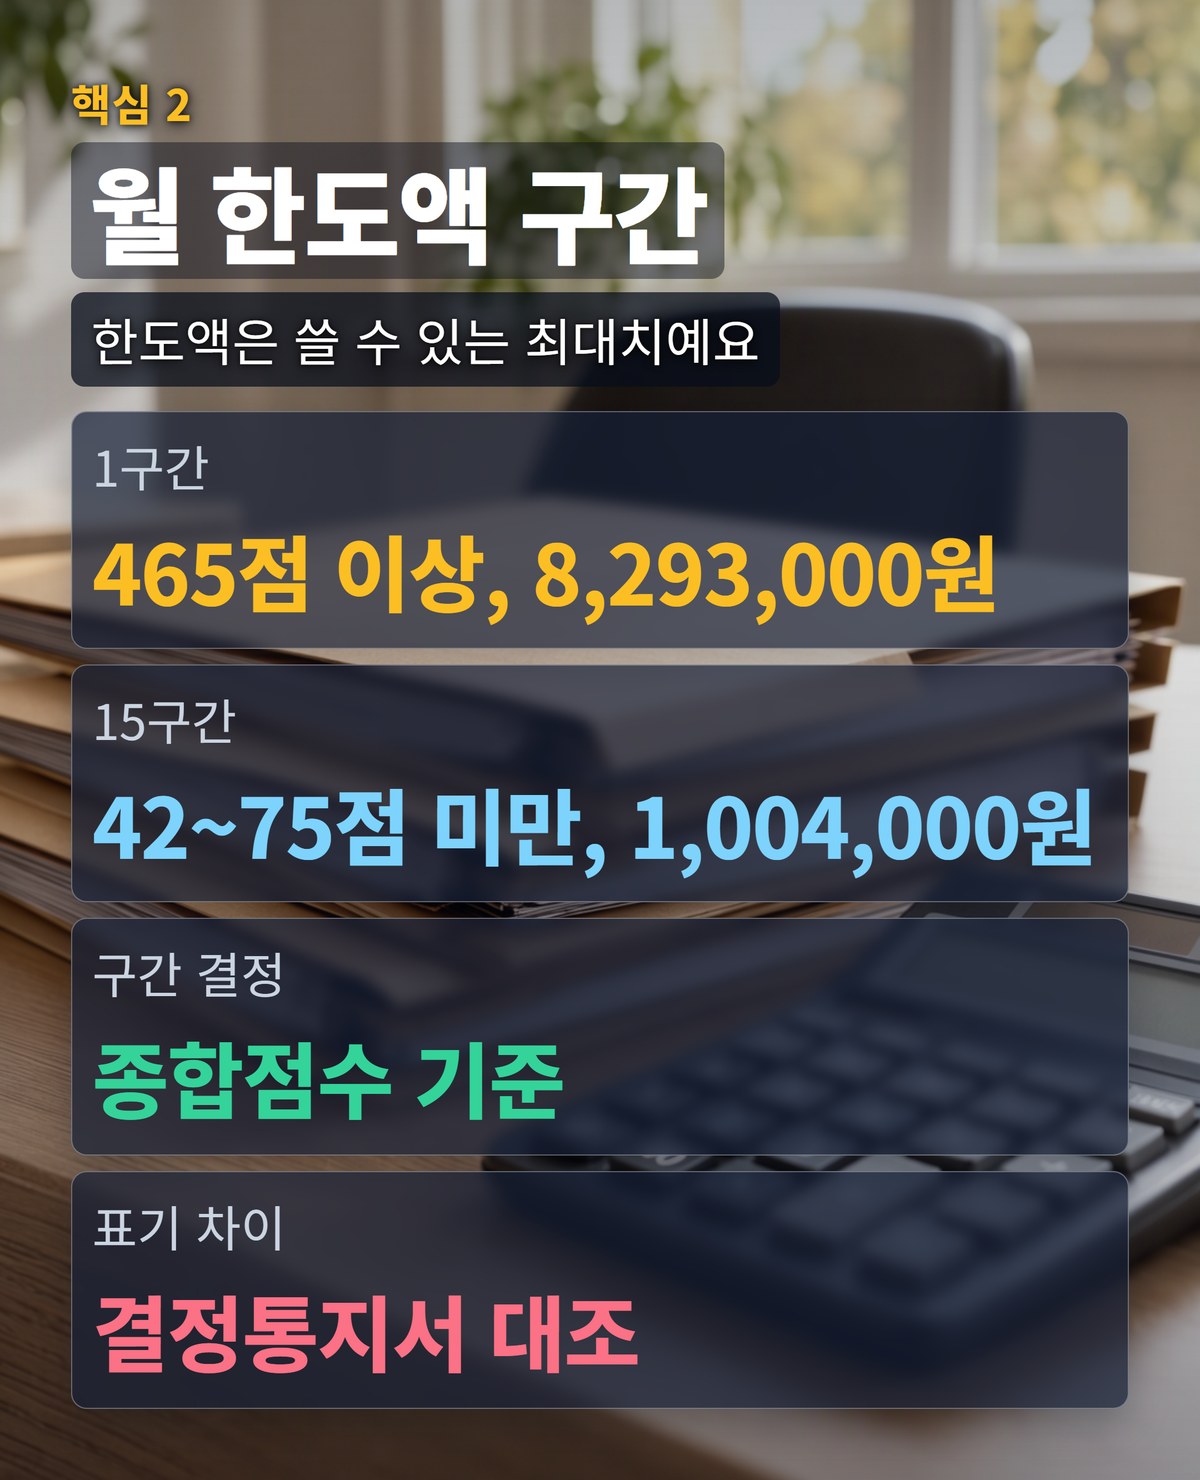 핵심 2
월 한도액 구간
한도액은 쓸 수 있는 최대치예요
1구간
465점 이상, 8,293,000원
15구간
42~75점 미만, 1,004,000원
구간 결정
종합점수 기준
표기 차이
결정통지서 대조